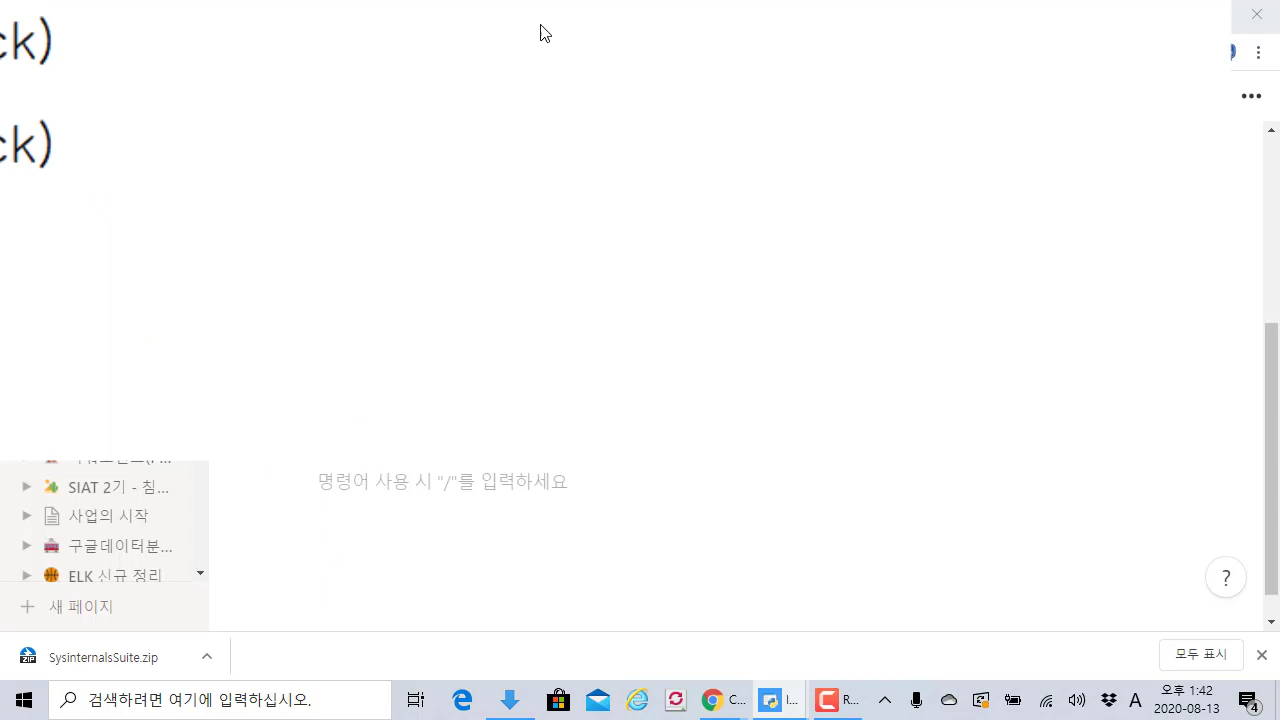 ck)
ck)
SIAT 2기 - 침...
사업의 시작
구글데이터분...
ELK 신규 정리
새 페이지
명령어 사용 시 "/"를 입력하세요
?
SysinternalsSuite.zip
모두 표시
검색하려면 여기에 입력하십시오.
C...
I...
R...
A
오후 1:42
2020-08-13
4